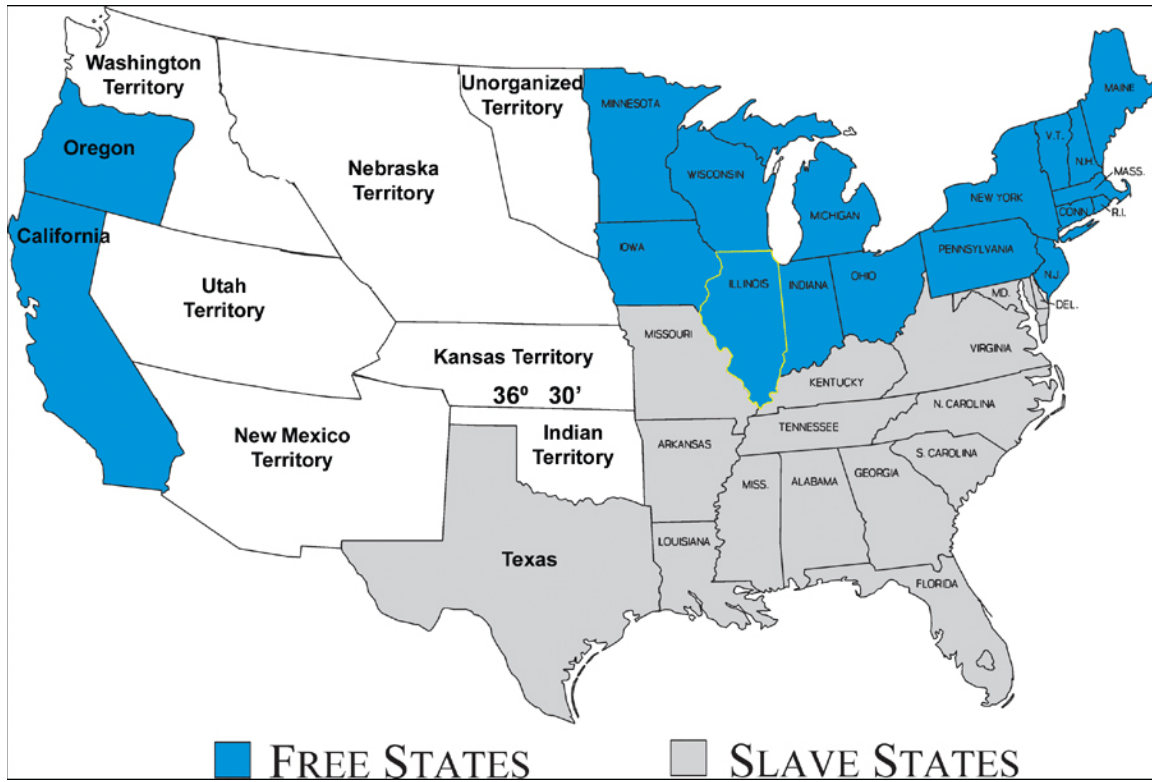 Washington
Territory
Unorganized
Territory
MINNESOTA
MAINE
Oregon
Nebraska
Territory
WISCONSIN
V.T.
N.H.
MASS.
NEW YORK
MICHIGAN
CONN.
R.I.
California
IOWA
PENNSYLVANIA
Utah
Territory
ILLINOIS
INDIANA
OHIO
N.J.
MD.
DEL.
MISSOURI
VIRGINIA
Kansas Territory
36º 30’
KENTUCKY
N. CAROLINA
New Mexico
Territory
Indian
Territory
TENNESSEE
ARKANSAS
S. CAROLINA
MISS.
ALABAMA
GEORGIA
LOUISIANA
Texas
FLORIDA
FREE STATES
SLAVE STATES